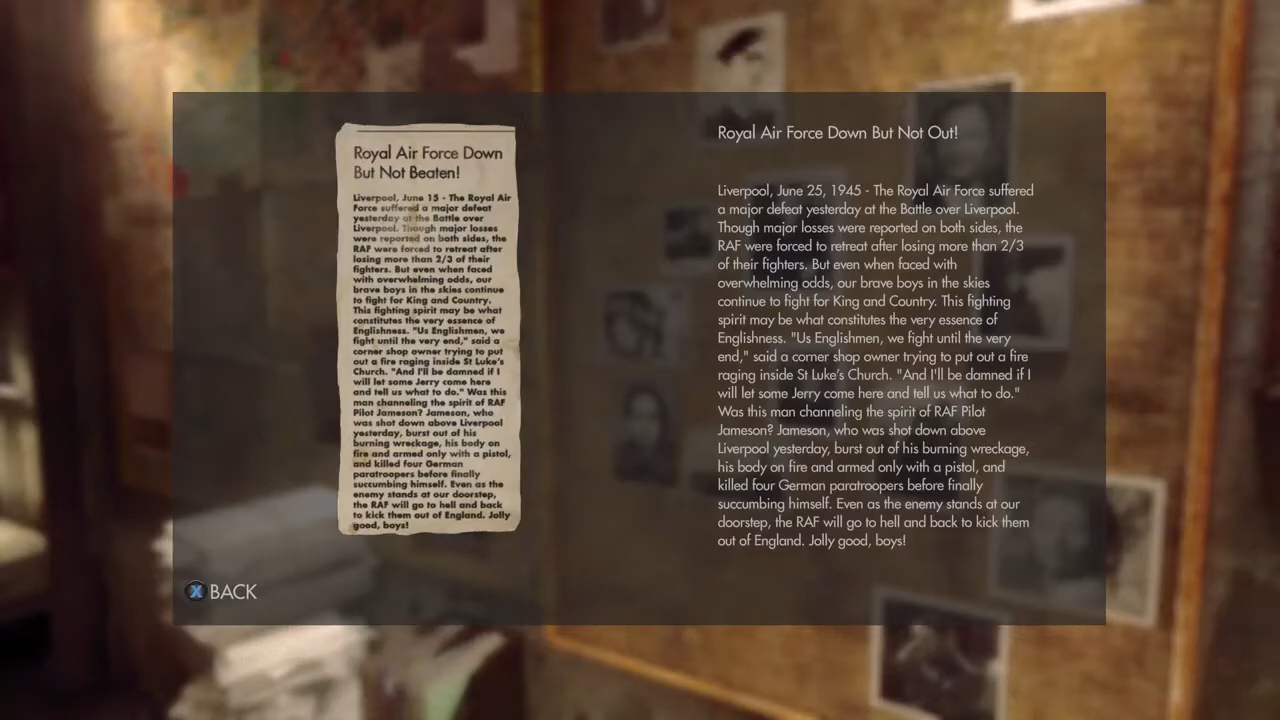 Royal Air Force Down
But Not Beaten!
Liverpool, June 15 - The Royal Air
Force suffered a major defeat
yesterday at the Battle over
Liverpool. Though major losses
were reported on both sides, the
RAF were forced to retreat after
losing more than 2/3 of their
fighters. But even when faced
with overwhelming odds, our
brave boys in the skies continue
to fight for King and Country.
This fighting spirit may be what
constitutes the very essence of
Englishness. "Us Englishmen, we
fight until the very end," said a
corner shop owner trying to put
out a fire raging inside St Luke's
Church. "And I'll be damned if I
will let some Jerry come here
and tell us what to do." Was this
man channeling the spirit of RAF
Pilot Jameson? Jameson, who
was shot down above Liverpool
yesterday, burst out of his
burning wreckage, his body on
fire and armed only with a pistol,
and killed four German
paratroopers before finally
succumbing himself. Even as the
enemy stands at our doorstep,
the RAF will go to hell and back
to kick them out of England. Jolly
good, boys!
Royal Air Force Down But Not Out!
Liverpool, June 25, 1945 - The Royal Air Force suffered
a major defeat yesterday at the Battle over Liverpool.
Though major losses were reported on both sides, the
RAF were forced to retreat after losing more than 2/3
of their fighters. But even when faced with
overwhelming odds, our brave boys in the skies
continue to fight for King and Country. This fighting
spirit may be what constitutes the very essence of
Englishness. "Us Englishmen, we fight until the very
end," said a corner shop owner trying to put out a fire
raging inside St Luke's Church. "And I'll be damned if I
will let some Jerry come here and tell us what to do."
Was this man channeling the spirit of RAF Pilot
Jameson? Jameson, who was shot down above
Liverpool yesterday, burst out of his burning wreckage,
his body on fire and armed only with a pistol, and
killed four German paratroopers before finally
succumbing himself. Even as the enemy stands at our
doorstep, the RAF will go to hell and back to kick them
out of England. Jolly good, boys!
X BACK